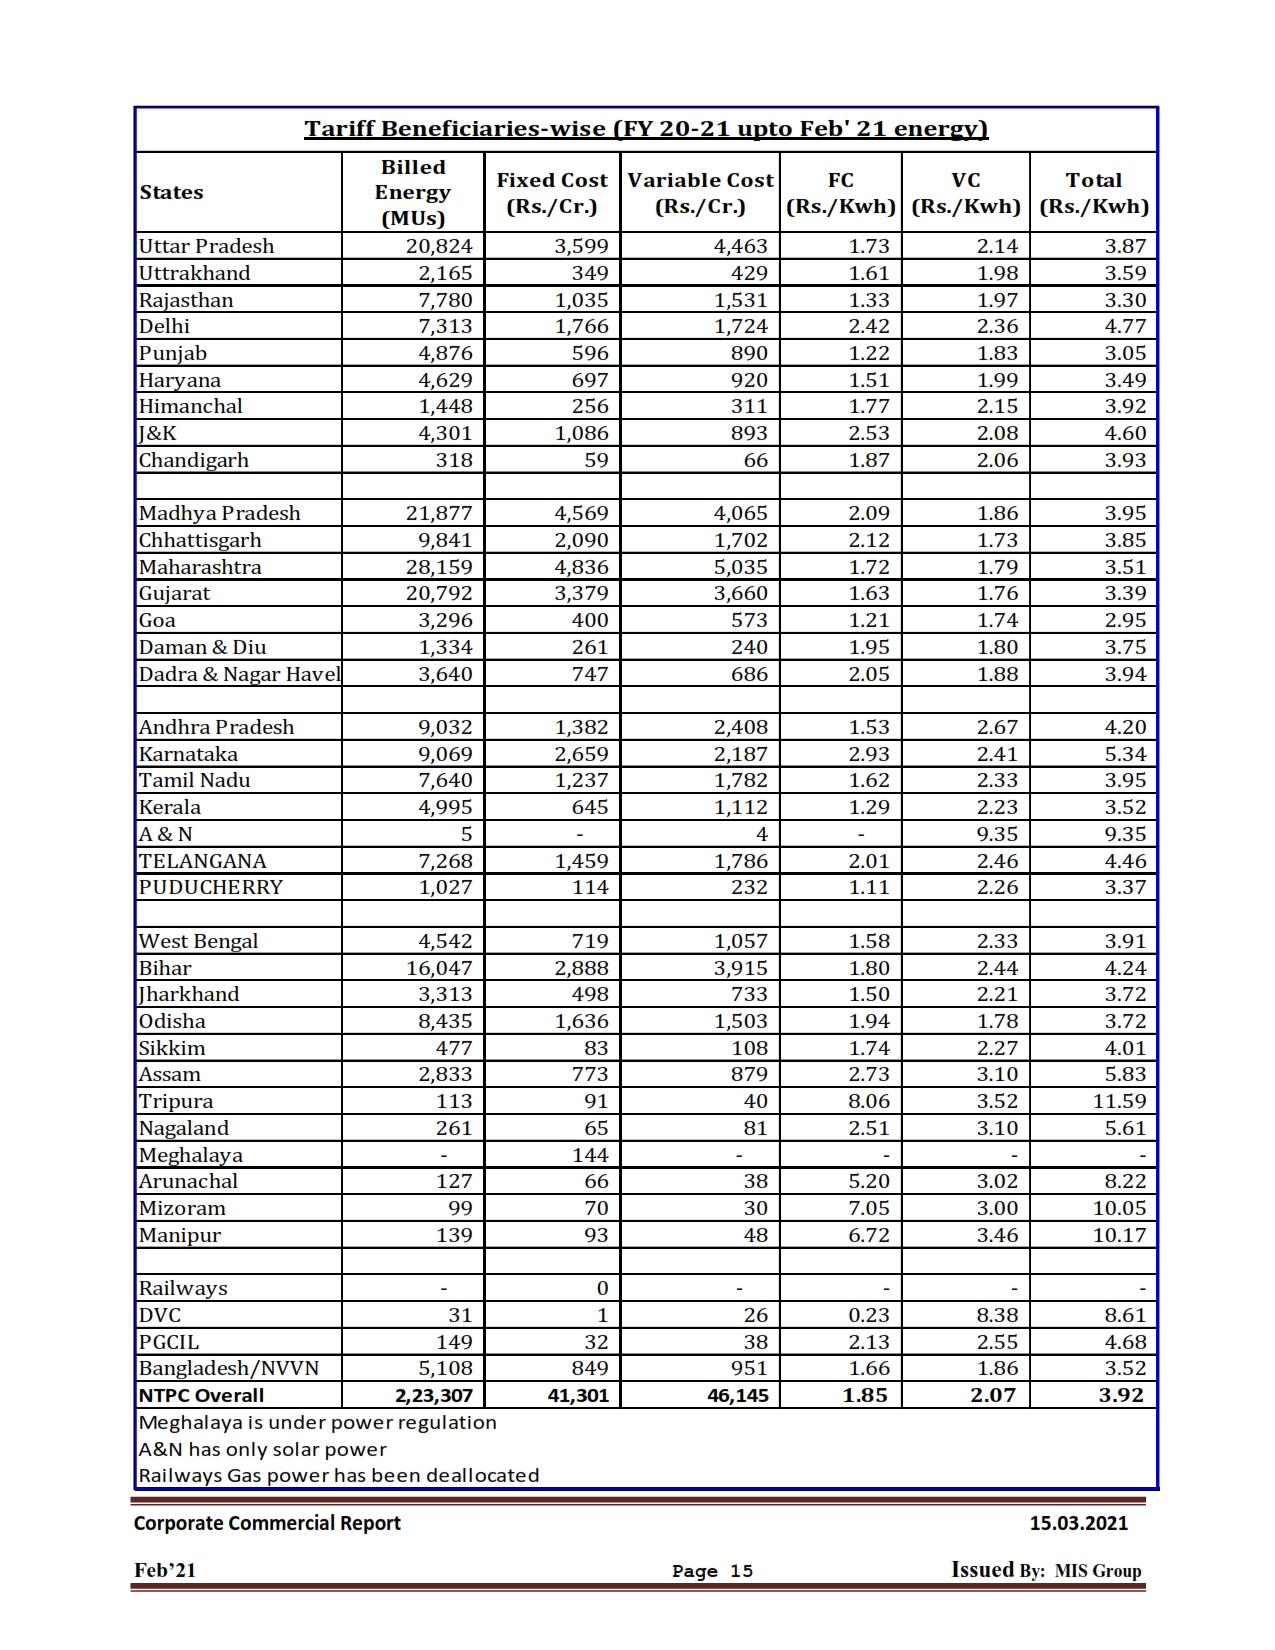 Tariff Beneficiaries-wise (FY 20-21 upto Feb' 21 energy)
States Billed Energy (MUs) Fixed Cost (Rs./Cr.) Variable Cost (Rs./Cr.) FC (Rs./Kwh) VC (Rs./Kwh) Total (Rs./Kwh)
Uttar Pradesh 20,824 3,599 4,463 1.73 2.14 3.87
Uttrakhand 2,165 349 429 1.61 1.98 3.59
Rajasthan 7,780 1,035 1,531 1.33 1.97 3.30
Delhi 7,313 1,766 1,724 2.42 2.36 4.77
Punjab 4,876 596 890 1.22 1.83 3.05
Haryana 4,629 697 920 1.51 1.99 3.49
Himanchal 1,448 256 311 1.77 2.15 3.92
J&K 4,301 1,086 893 2.53 2.08 4.60
Chandigarh 318 59 66 1.87 2.06 3.93
Madhya Pradesh 21,877 4,569 4,065 2.09 1.86 3.95
Chhattisgarh 9,841 2,090 1,702 2.12 1.73 3.85
Maharashtra 28,159 4,836 5,035 1.72 1.79 3.51
Gujarat 20,792 3,379 3,660 1.63 1.76 3.39
Goa 3,296 400 573 1.21 1.74 2.95
Daman & Diu 1,334 261 240 1.95 1.80 3.75
Dadra & Nagar Havel 3,640 747 686 2.05 1.88 3.94
Andhra Pradesh 9,032 1,382 2,408 1.53 2.67 4.20
Karnataka 9,069 2,659 2,187 2.93 2.41 5.34
Tamil Nadu 7,640 1,237 1,782 1.62 2.33 3.95
Kerala 4,995 645 1,112 1.29 2.23 3.52
A & N 5 - 4 - 9.35 9.35
TELANGANA 7,268 1,459 1,786 2.01 2.46 4.46
PUDUCHERRY 1,027 114 232 1.11 2.26 3.37
West Bengal 4,542 719 1,057 1.58 2.33 3.91
Bihar 16,047 2,888 3,915 1.80 2.44 4.24
Jharkhand 3,313 498 733 1.50 2.21 3.72
Odisha 8,435 1,636 1,503 1.94 1.78 3.72
Sikkim 477 83 108 1.74 2.27 4.01
Assam 2,833 773 879 2.73 3.10 5.83
Tripura 113 91 40 8.06 3.52 11.59
Nagaland 261 65 81 2.51 3.10 5.61
Meghalaya - 144 - - - -
Arunachal 127 66 38 5.20 3.02 8.22
Mizoram 99 70 30 7.05 3.00 10.05
Manipur 139 93 48 6.72 3.46 10.17
Railways - 0 - - - -
DVC 31 1 26 0.23 8.38 8.61
PGCIL 149 32 38 2.13 2.55 4.68
Bangladesh/NVVN 5,108 849 951 1.66 1.86 3.52
NTPC Overall 2,23,307 41,301 46,145 1.85 2.07 3.92
Meghalaya is under power regulation
A&N has only solar power
Railways Gas power has been deallocated
Corporate Commercial Report 15.03.2021
Feb’21 Page 15 Issued By: MIS Group